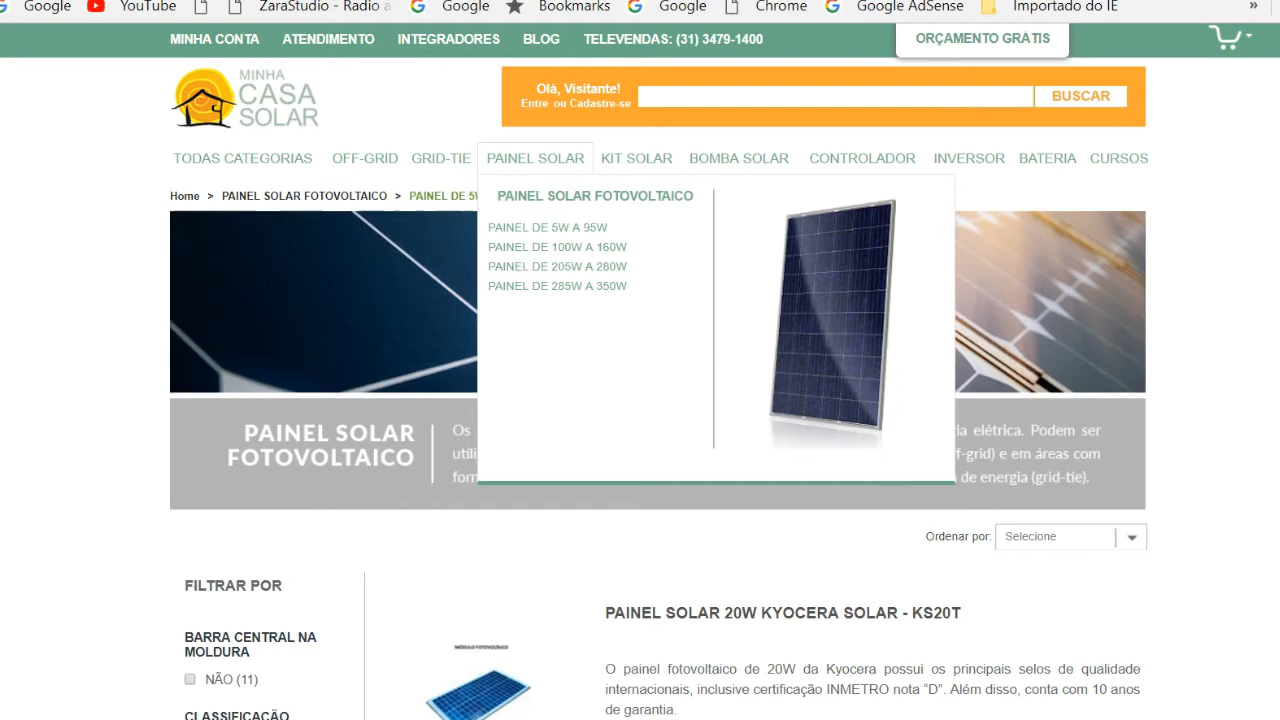 Google YouTube ZaraStudio - Radio a Google Bookmarks Google Chrome Google AdSense Importado do IE »
MINHA CONTA ATENDIMENTO INTEGRADORES BLOG TELEVENDAS: (31) 3479-1400 ORÇAMENTO GRÁTIS
MINHA
CASA
SOLAR
Olá, Visitante!
Entre ou Cadastre-se
BUSCAR
TODAS CATEGORIAS OFF-GRID GRID-TIE PAINEL SOLAR KIT SOLAR BOMBA SOLAR CONTROLADOR INVERSOR BATERIA CURSOS
Home > PAINEL SOLAR FOTOVOLTAICO > PAINEL DE 5W
PAINEL SOLAR FOTOVOLTAICO
PAINEL DE 5W A 95W
PAINEL DE 100W A 160W
PAINEL DE 205W A 280W
PAINEL DE 285W A 350W
PAINEL SOLAR
FOTOVOLTAICO
Os ia elétrica. Podem ser
utili f-grid) e em áreas com
forn de energia (grid-tie).
Ordenar por: Selecione
FILTRAR POR
BARRA CENTRAL NA
MOLDURA
NÃO (11)
CLASSIFICAÇÃO
MÓDULO FOTOVOLTAICO
PAINEL SOLAR 20W KYOCERA SOLAR - KS20T
O painel fotovoltaico de 20W da Kyocera possui os principais selos de qualidade
internacionais, inclusive certificação INMETRO nota “D”. Além disso, conta com 10 anos
de garantia.